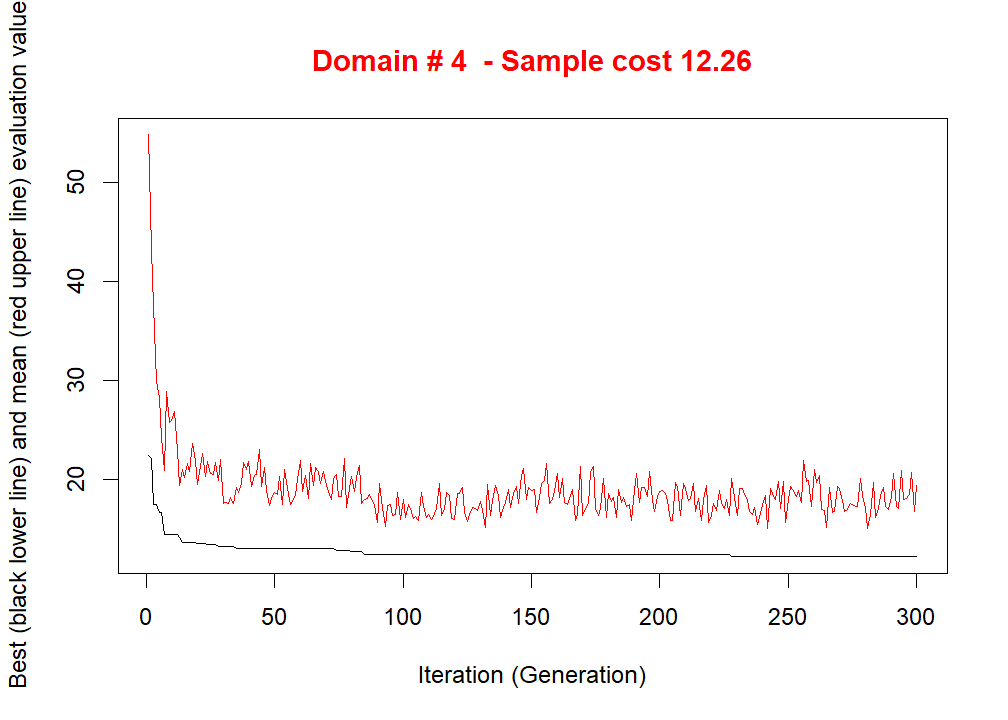 Domain # 4  - Sample cost 12.26
Best (black lower line) and mean (red upper line) evaluation value
50
40
30
20
0 50 100 150 200 250 300
Iteration (Generation)